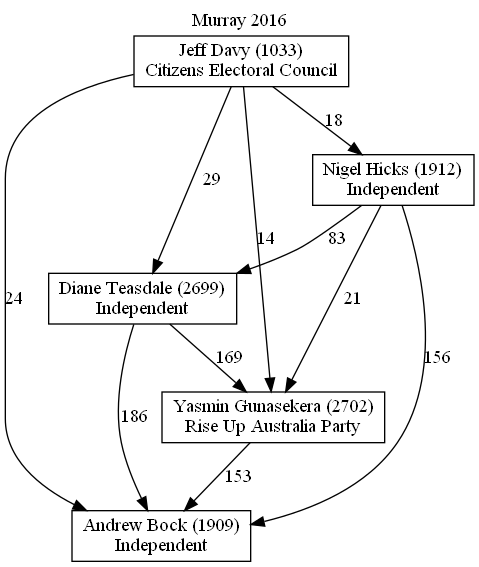 Murray 2016
Jeff Davy (1033)
Citizens Electoral Council
18
Nigel Hicks (1912)
Independent
29
14
83
24
21
156
Diane Teasdale (2699)
Independent
169
186
Yasmin Gunasekera (2702)
Rise Up Australia Party
153
Andrew Bock (1909)
Independent